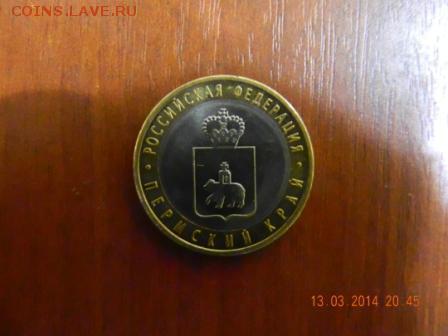 COINS.LAVE.RU
• РОССИЙСКАЯ ФЕДЕРАЦИЯ •
ПЕРМСКИЙ КРАЙ
13.03.2014 20:45